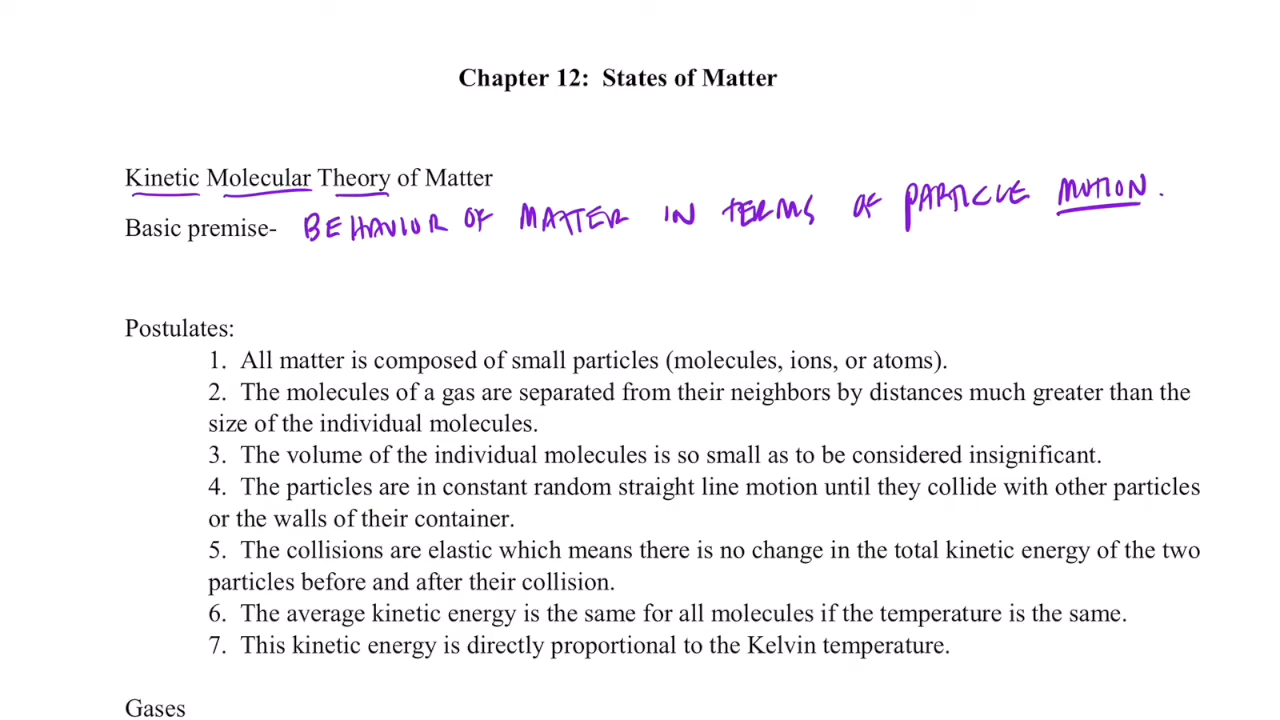 Chapter 12: States of Matter
Kinetic Molecular Theory of Matter
Basic premise- BEHAVIOR OF MATTER IN TERMS OF PARTICLE MOTION.
Postulates:
1. All matter is composed of small particles (molecules, ions, or atoms).
2. The molecules of a gas are separated from their neighbors by distances much greater than the
size of the individual molecules.
3. The volume of the individual molecules is so small as to be considered insignificant.
4. The particles are in constant random straight line motion until they collide with other particles
or the walls of their container.
5. The collisions are elastic which means there is no change in the total kinetic energy of the two
particles before and after their collision.
6. The average kinetic energy is the same for all molecules if the temperature is the same.
7. This kinetic energy is directly proportional to the Kelvin temperature.
Gases